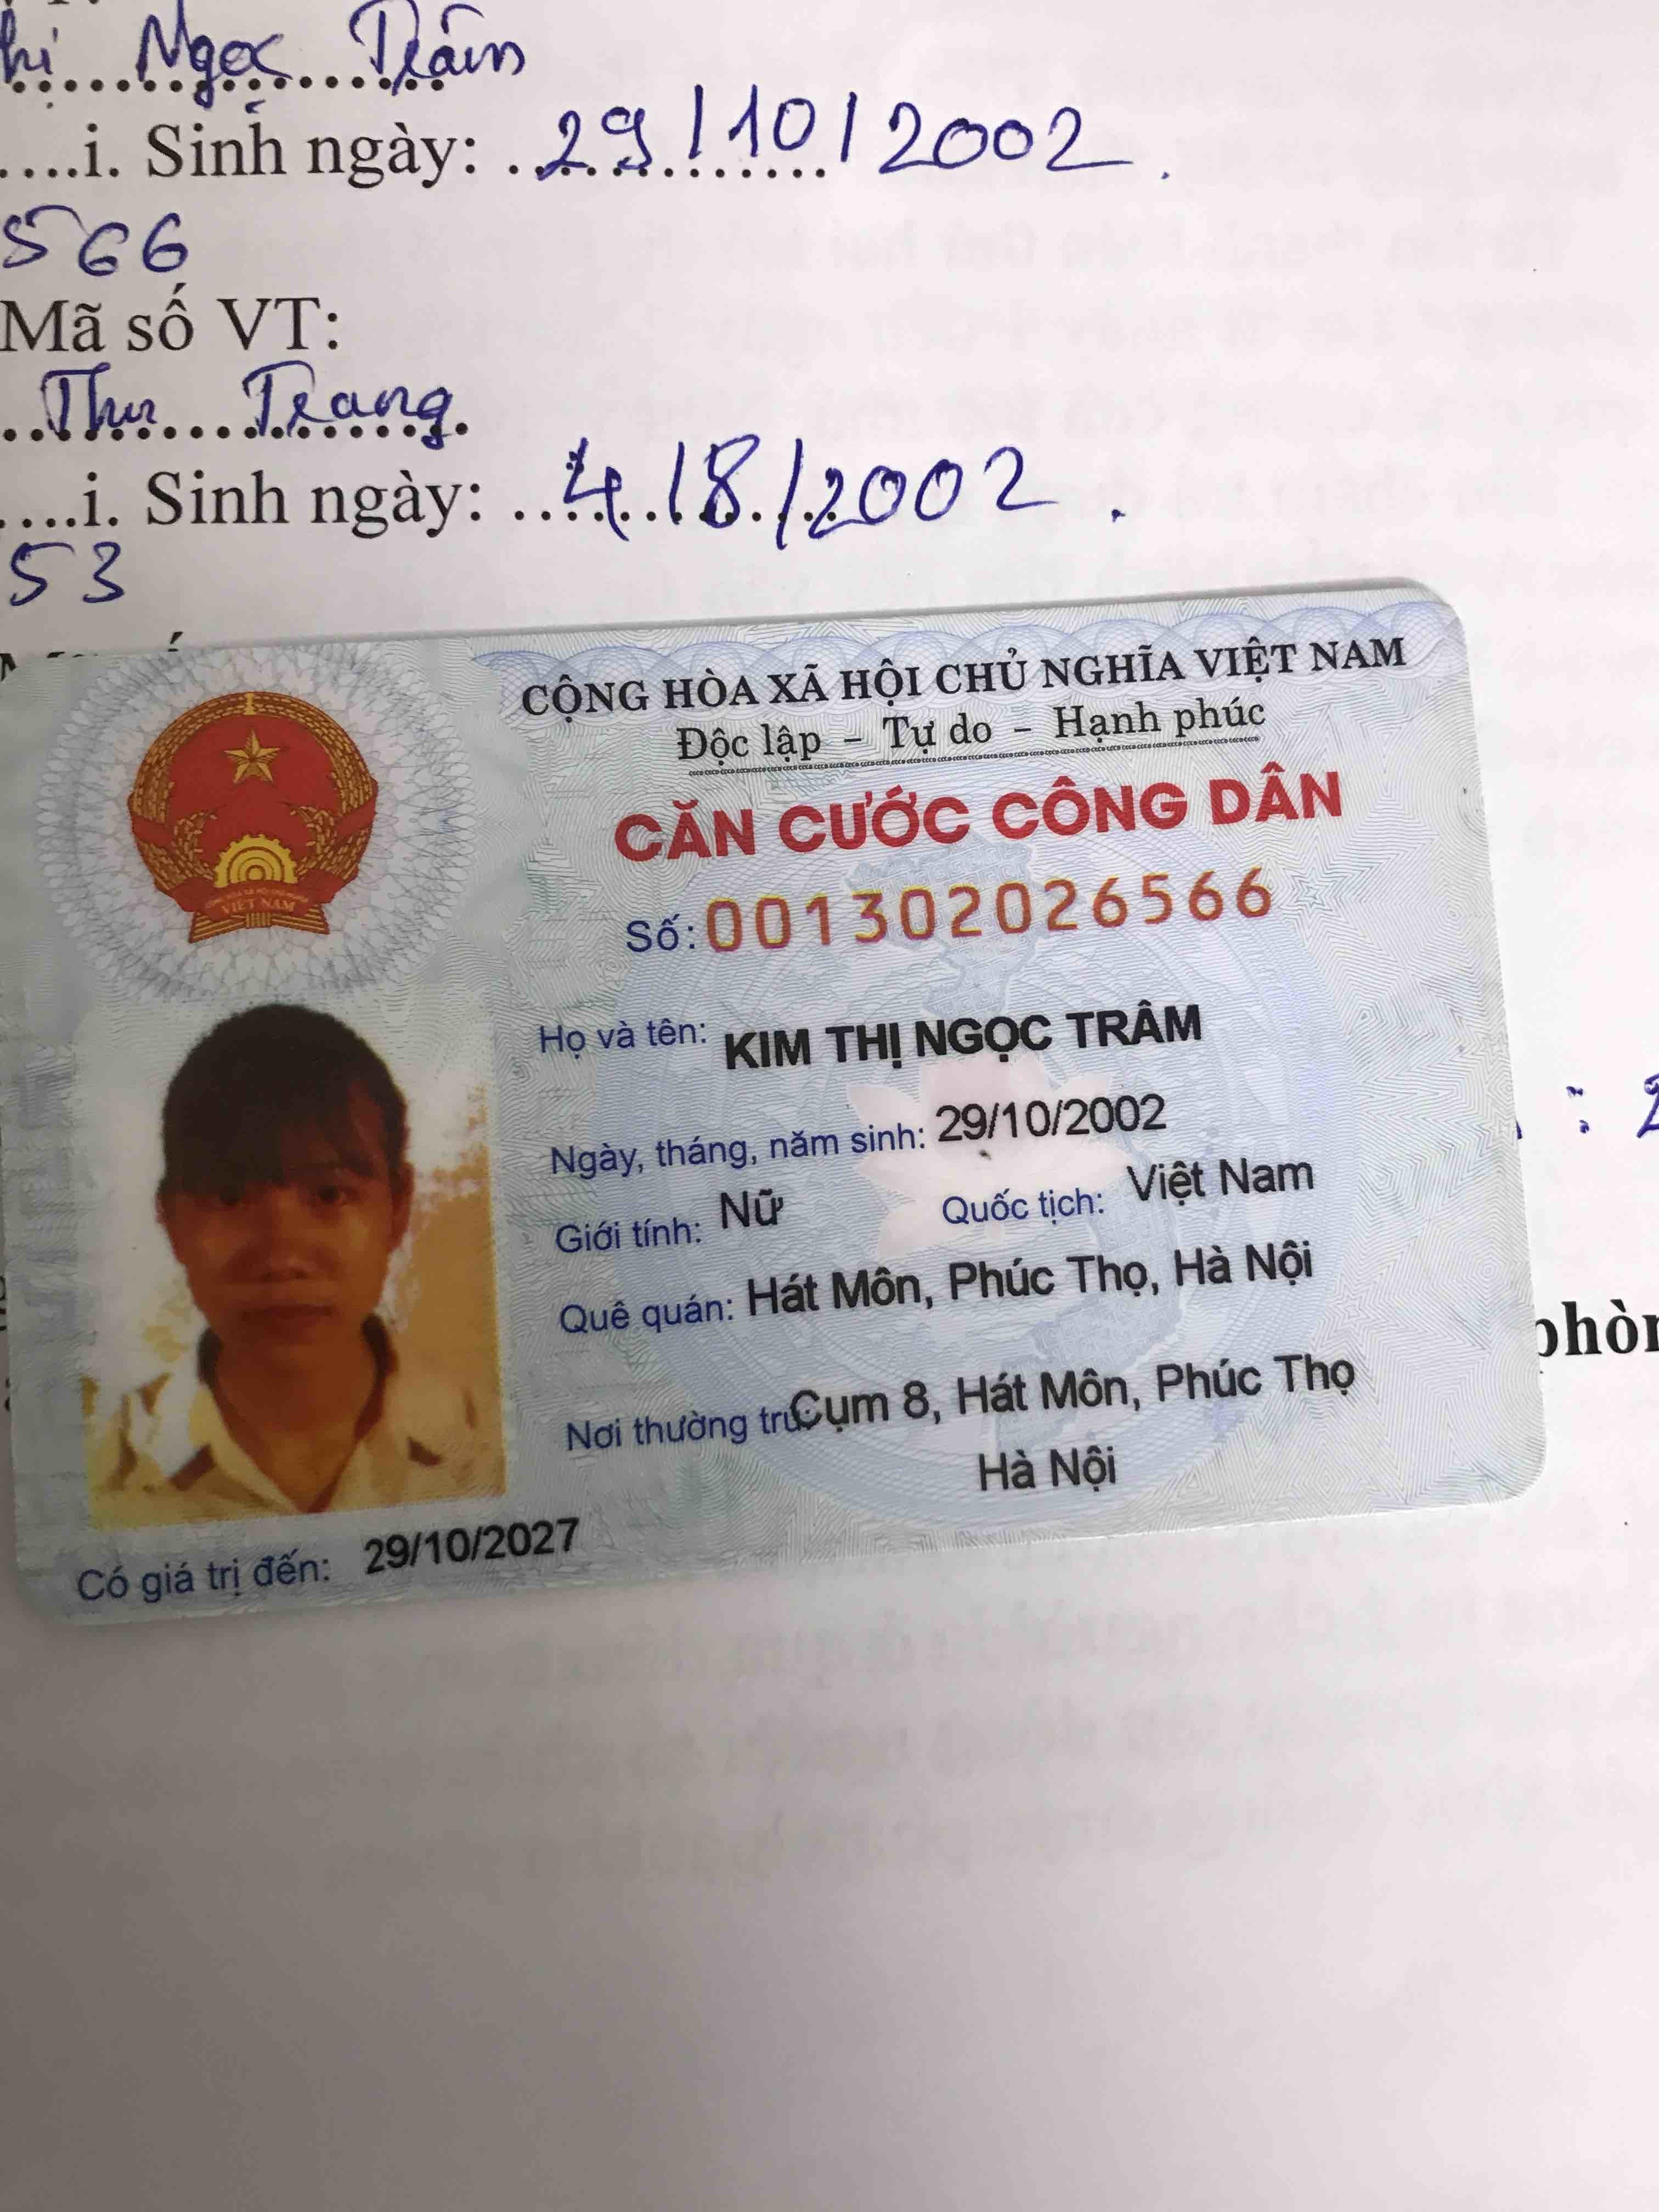 Ngọc Trâm
i. Sinh ngày: 29/10/2002
566
Mã số VT:
Thu Trang
i. Sinh ngày: 4/8/2002
53
CỘNG HÒA XÃ HỘI CHỦ NGHĨA VIỆT NAM
Độc lập – Tự do – Hạnh phúc
CĂN CƯỚC CÔNG DÂN
Số: 001302026566
Họ và tên: KIM THỊ NGỌC TRÂM
Ngày, tháng, năm sinh: 29/10/2002
Giới tính: Nữ Quốc tịch: Việt Nam
Quê quán: Hát Môn, Phúc Thọ, Hà Nội
Nơi thường trú: Cụm 8, Hát Môn, Phúc Thọ
Hà Nội
Có giá trị đến: 29/10/2027
VIỆT NAM